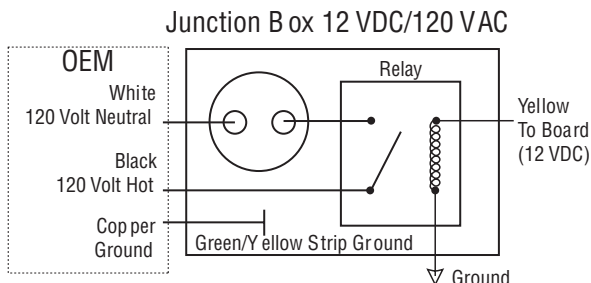 Junction Box 12 VDC/120 VAC
OEM
White
120 Volt Neutral
Black
120 Volt Hot
Copper
Ground
Relay
Green/Yellow Strip Ground
Yellow
To Board
(12 VDC)
Ground